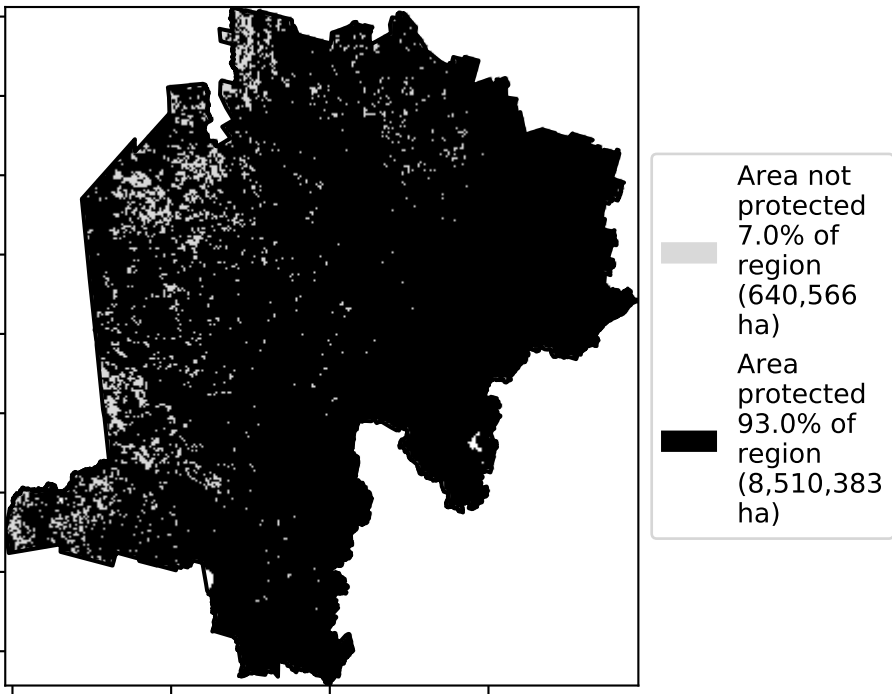 Area not
protected
7.0% of
region
(640,566
ha)
Area
protected
93.0% of
region
(8,510,383
ha)